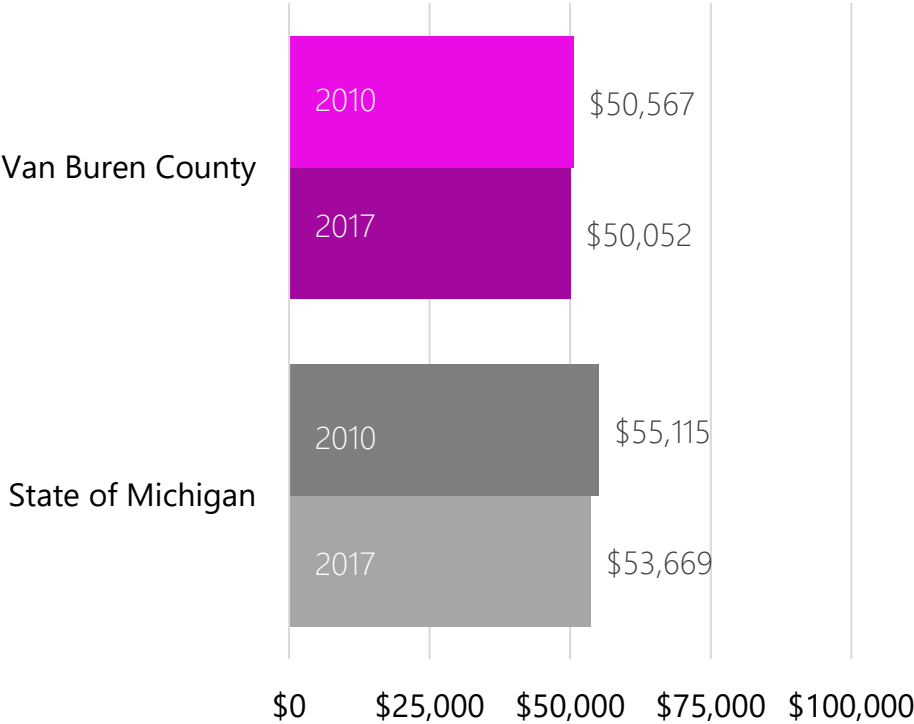 2010
$50,567
Van Buren County
2017
$50,052
2010
$55,115
State of Michigan
2017
$53,669
$0 $25,000 $50,000 $75,000 $100,000